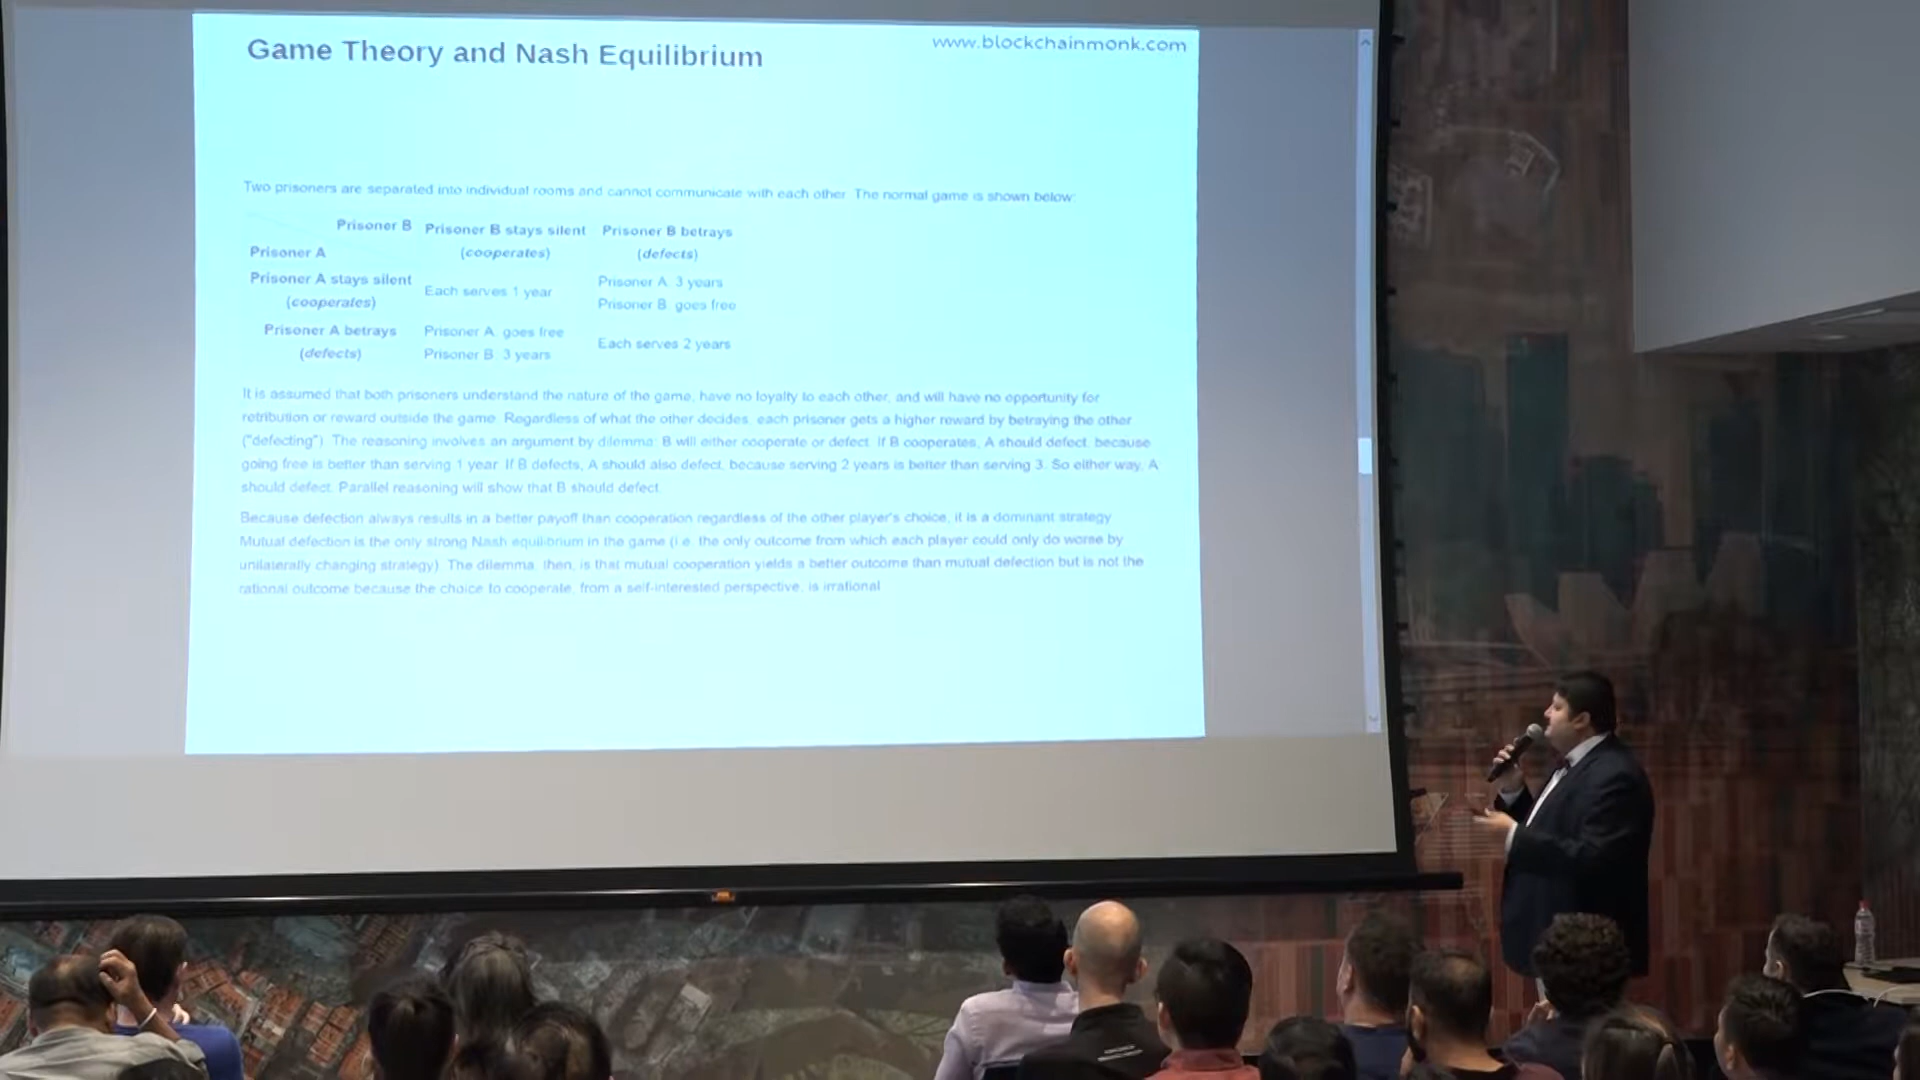 Game Theory and Nash Equilibrium
www.blockchainmonk.com
Two prisoners are separated into individual rooms and cannot communicate with each other. The normal game is shown below:
Prisoner B
Prisoner A
Prisoner B stays silent
(cooperates)
Prisoner B betrays
(defects)
Prisoner A stays silent
(cooperates)
Each serves 1 year
Prisoner A: 3 years
Prisoner B: goes free
Prisoner A betrays
(defects)
Prisoner A: goes free
Prisoner B: 3 years
Each serves 2 years
It is assumed that both prisoners understand the nature of the game, have no loyalty to each other, and will have no opportunity for
retribution or reward outside the game. Regardless of what the other decides, each prisoner gets a higher reward by betraying the other
("defecting"). The reasoning involves an argument by dilemma: B will either cooperate or defect. If B cooperates, A should defect, because
going free is better than serving 1 year. If B defects, A should also defect, because serving 2 years is better than serving 3. So either way, A
should defect. Parallel reasoning will show that B should defect.
Because defection always results in a better payoff than cooperation regardless of the other player's choice, it is a dominant strategy.
Mutual defection is the only strong Nash equilibrium in the game (i.e. the only outcome from which each player could only do worse by
unilaterally changing strategy). The dilemma, then, is that mutual cooperation yields a better outcome than mutual defection but is not the
rational outcome because the choice to cooperate, from a self-interested perspective, is irrational.